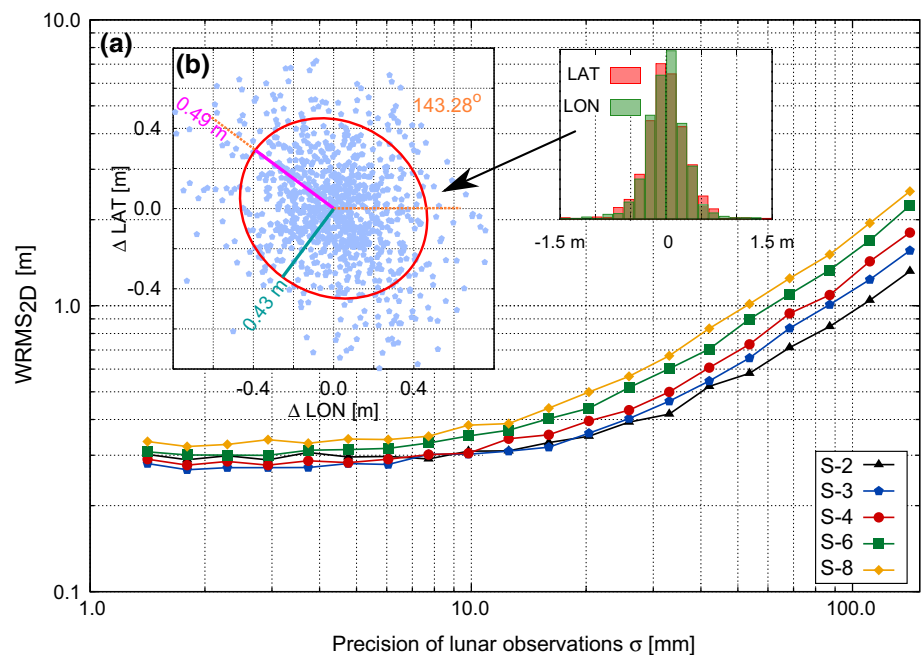 10.0
1.0
0.1
WRMS2D [m]
(a)
(b)
Δ LAT [m]
0.4
0.0
-0.4
-0.4
0.0
0.4
Δ LON [m]
0.49 m
0.43 m
143.28°
LAT
LON
-1.5 m
0
1.5 m
S-2
S-3
S-4
S-6
S-8
1.0
10.0
100.0
Precision of lunar observations σ [mm]